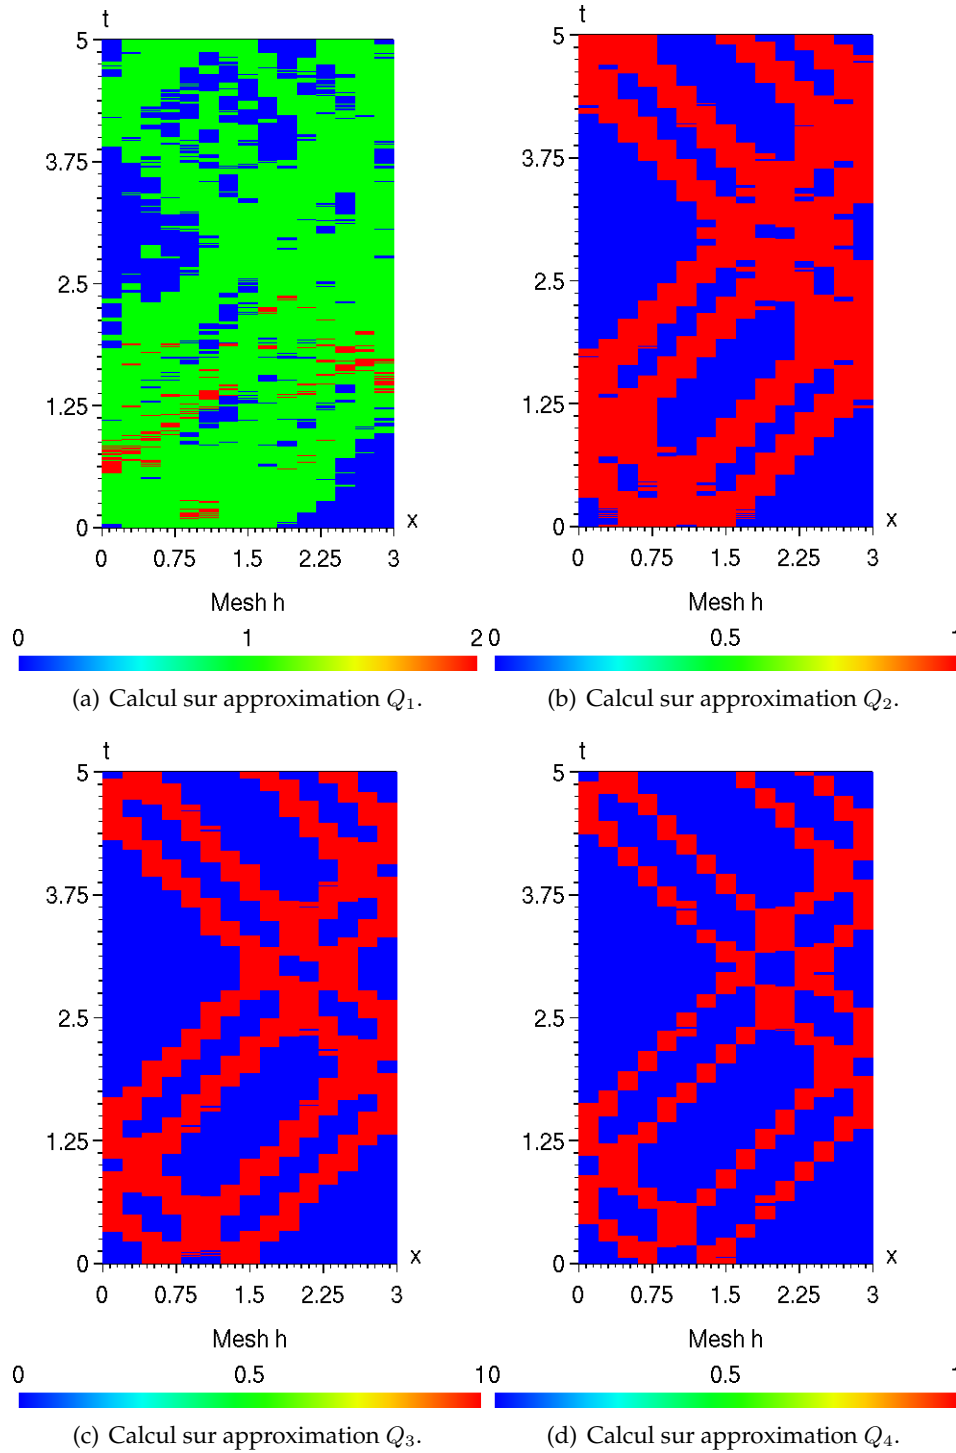 t
5
3.75
2.5
1.25
0
x
0 0.75 1.5 2.25 3
Mesh h
0 1 2
(a) Calcul sur approximation Q1.
t
5
3.75
2.5
1.25
0
x
0 0.75 1.5 2.25 3
Mesh h
0 0.5 1
(b) Calcul sur approximation Q2.
t
5
3.75
2.5
1.25
0
x
0 0.75 1.5 2.25 3
Mesh h
0 0.5 1
(c) Calcul sur approximation Q3.
t
5
3.75
2.5
1.25
0
x
0 0.75 1.5 2.25 3
Mesh h
0 0.5 1
(d) Calcul sur approximation Q4.